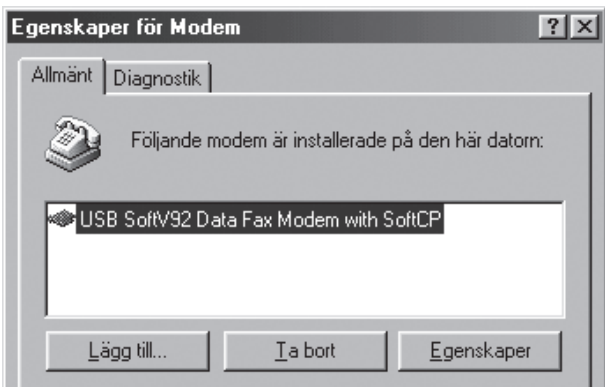 Egenskaper för Modem
Allmänt Diagnostik
Följande modem är installerade på den här datorn:
USB SoftV92 Data Fax Modem with SoftCP
Lägg till... Ta bort Egenskaper